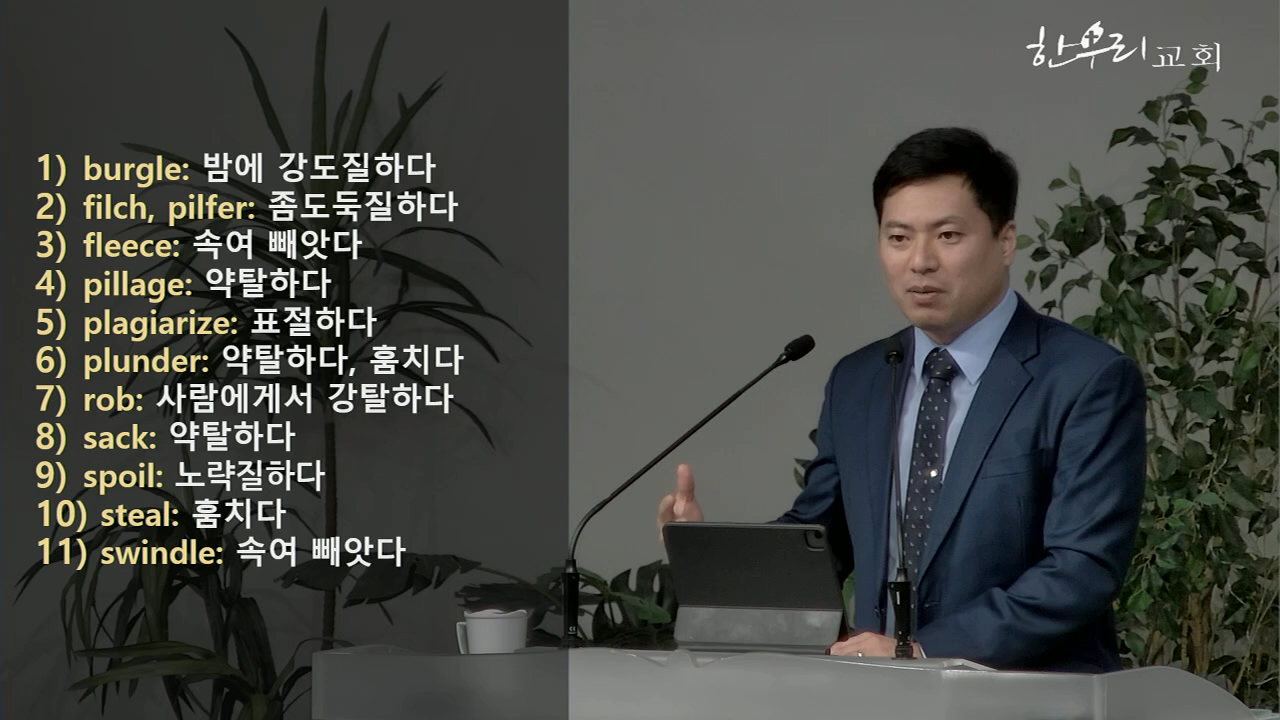 한우리교회
1) burgle: 밤에 강도질하다
2) filch, pilfer: 좀도둑질하다
3) fleece: 속여 빼앗다
4) pillage: 약탈하다
5) plagiarize: 표절하다
6) plunder: 약탈하다, 훔치다
7) rob: 사람에게서 강탈하다
8) sack: 약탈하다
9) spoil: 노략질하다
10) steal: 훔치다
11) swindle: 속여 빼앗다